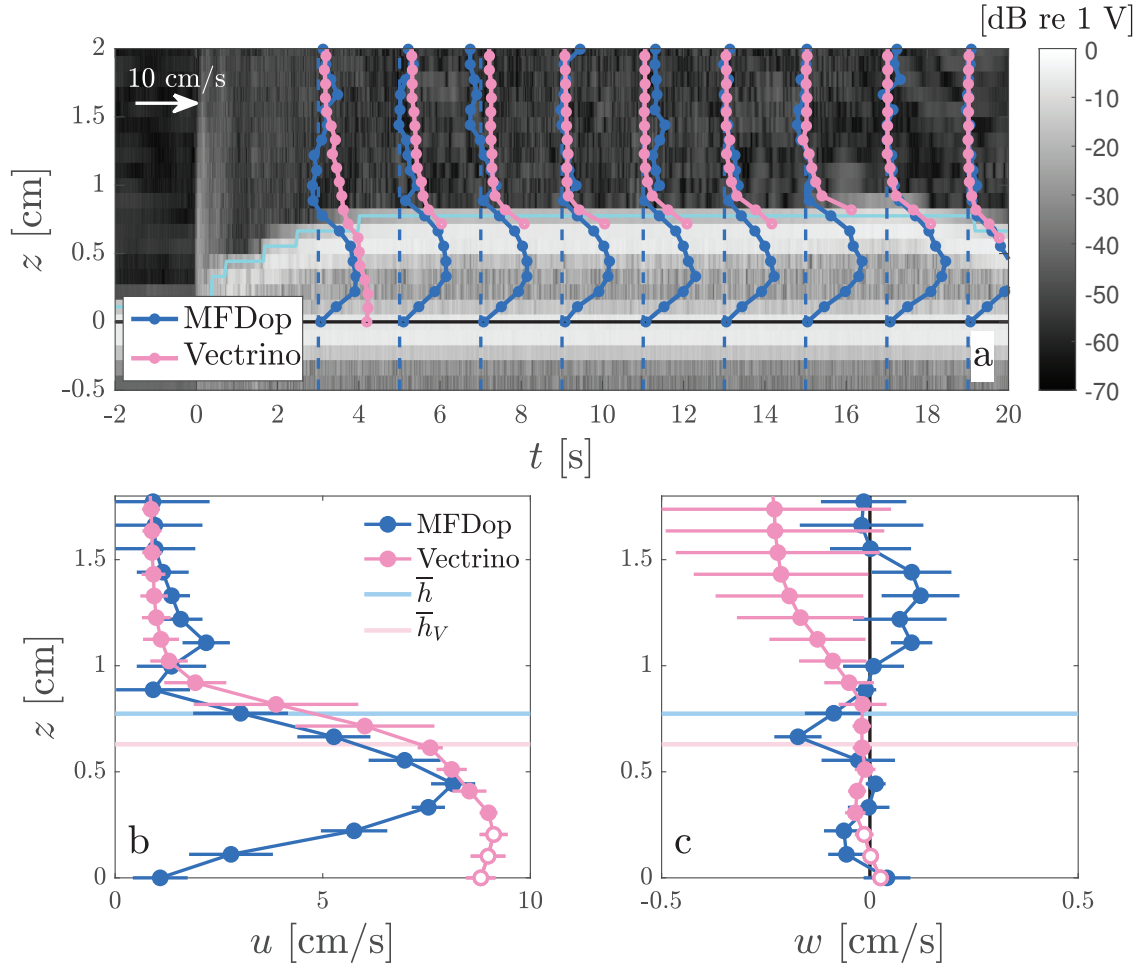 [dB re 1 V]
2
1.5
1
0.5
0
-0.5
z [cm]
10 cm/s
MFDop
Vectrino
a
0
-10
-20
-30
-40
-50
-60
-70
-2 0 2 4 6 8 10 12 14 16 18 20
t [s]
1.5
1
0.5
0
z [cm]
MFDop
Vectrino
h̅
h̅_V
b
0 5 10
u [cm/s]
1.5
1
0.5
0
c
-0.5 0 0.5
w [cm/s]